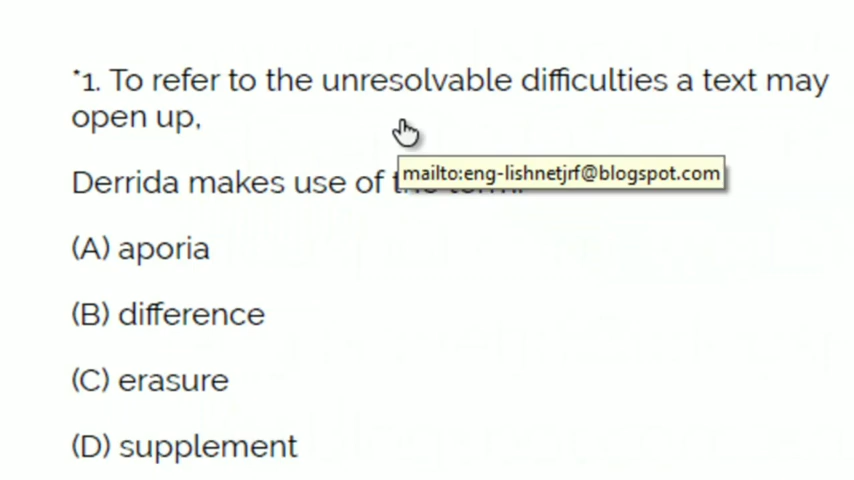 *1. To refer to the unresolvable difficulties a text may
open up,
mailto:eng-lishnetjrf@blogspot.com
Derrida makes use of
(A) aporia
(B) difference
(C) erasure
(D) supplement